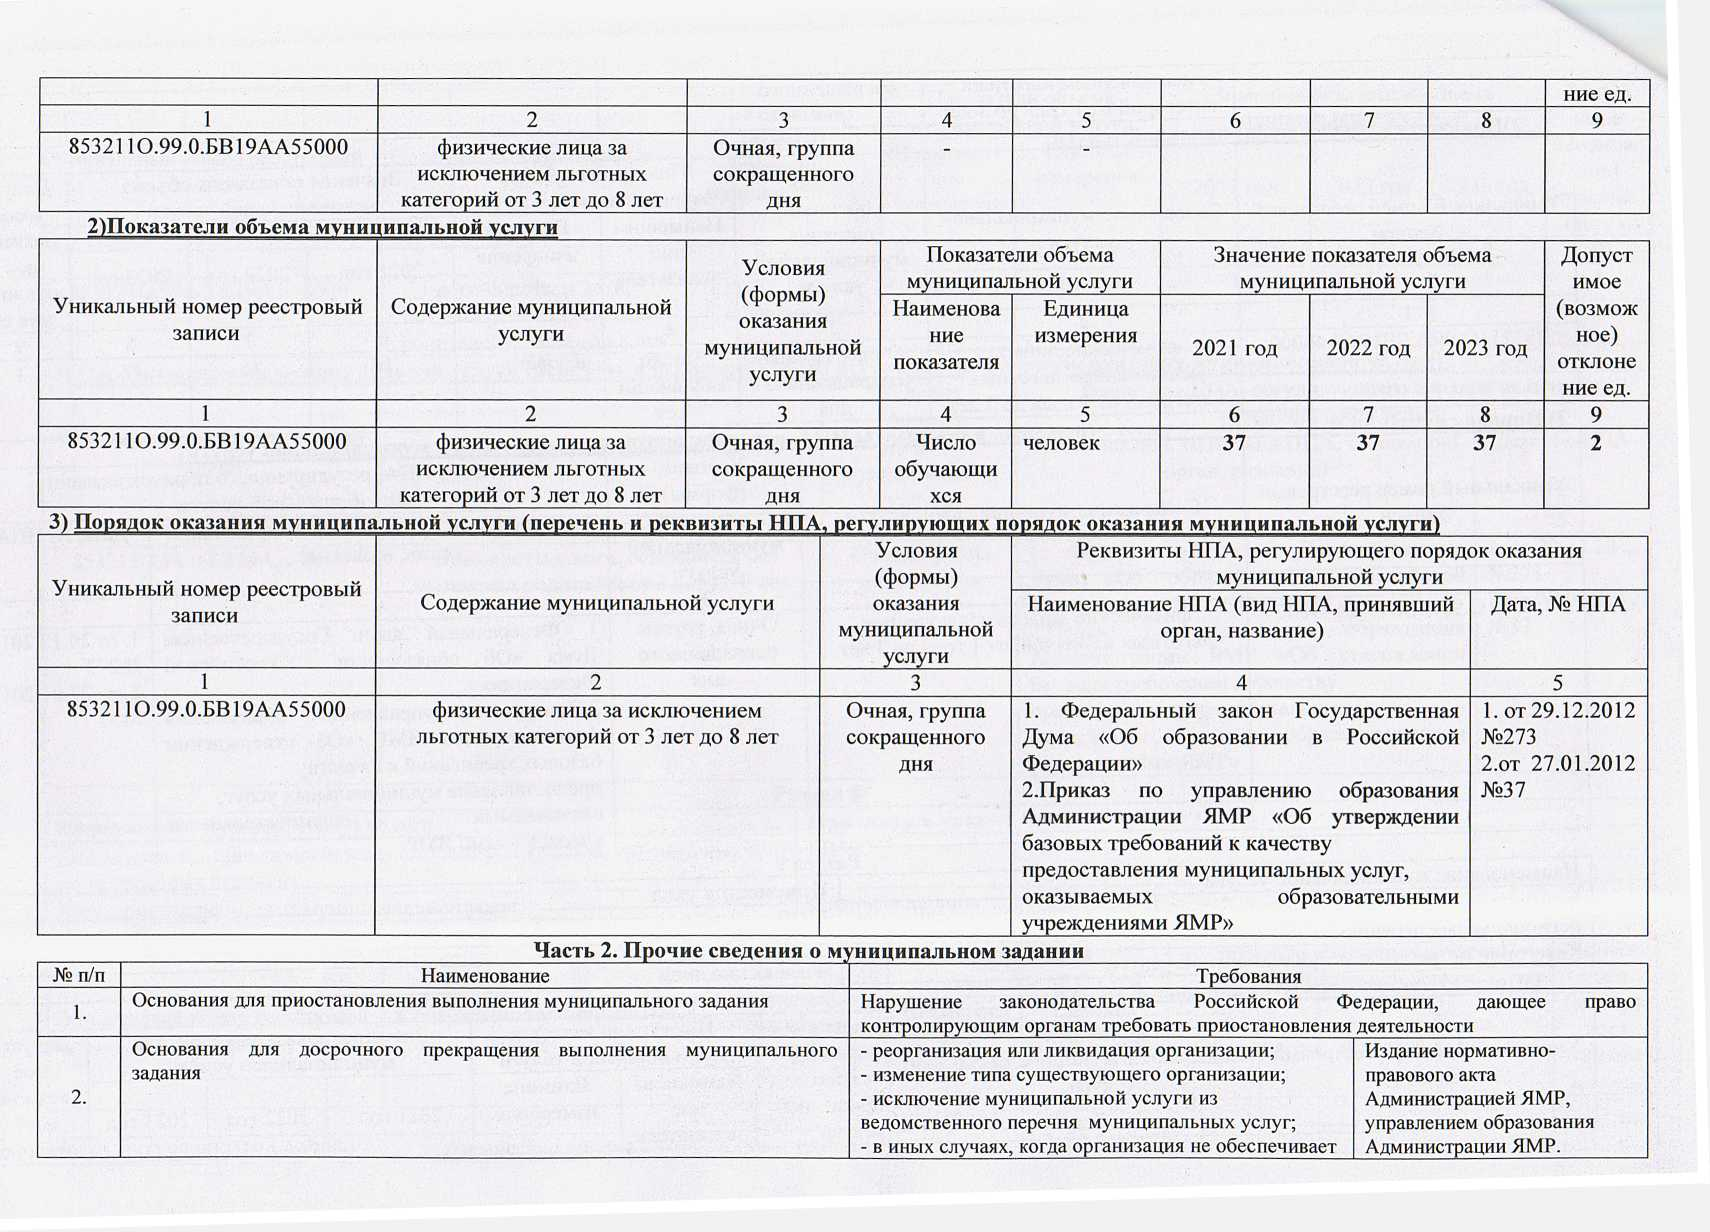 ние ед.
1 2 3 4 5 6 7 8 9
853211О.99.0.БВ19АА55000 физические лица за исключением льготных категорий от 3 лет до 8 лет Очная, группа сокращенного дня - -
2)Показатели объема муниципальной услуги
Уникальный номер реестровый записи
Содержание муниципальной услуги
Условия (формы) оказания муниципальной услуги
Показатели объема муниципальной услуги
Значение показателя объема муниципальной услуги
Допуст имое (возмож ное) отклоне ние ед.
Наименова ние показателя
Единица измерения
2021 год 2022 год 2023 год
1 2 3 4 5 6 7 8 9
853211О.99.0.БВ19АА55000 физические лица за исключением льготных категорий от 3 лет до 8 лет Очная, группа сокращенного дня Число обучающи хся человек 37 37 37 2
3) Порядок оказания муниципальной услуги (перечень и реквизиты НПА, регулирующих порядок оказания муниципальной услуги)
Уникальный номер реестровый записи
Содержание муниципальной услуги
Условия (формы) оказания муниципальной услуги
Реквизиты НПА, регулирующего порядок оказания муниципальной услуги
Наименование НПА (вид НПА, принявший орган, название)
Дата, № НПА
1 2 3 4 5
853211О.99.0.БВ19АА55000
физические лица за исключением
льготных категорий от 3 лет до 8 лет
Очная, группа
сокращенного
дня
1. Федеральный закон Государственная
Дума «Об образовании в Российской
Федерации»
2.Приказ по управлению образования
Администрации ЯМР «Об утверждении
базовых требований к качеству
предоставления муниципальных услуг,
оказываемых образовательными
учреждениями ЯМР»
1. от 29.12.2012
№273
2.от 27.01.2012
№37
Часть 2. Прочие сведения о муниципальном задании
№ п/п Наименование Требования
1. Основания для приостановления выполнения муниципального задания
Нарушение законодательства Российской Федерации, дающее право
контролирующим органам требовать приостановления деятельности
2.
Основания для досрочного прекращения выполнения муниципального
задания
- реорганизация или ликвидация организации;
- изменение типа существующего организации;
- исключение муниципальной услуги из
ведомственного перечня муниципальных услуг;
- в иных случаях, когда организация не обеспечивает
Издание нормативно-
правового акта
Администрацией ЯМР,
управлением образования
Администрации ЯМР.